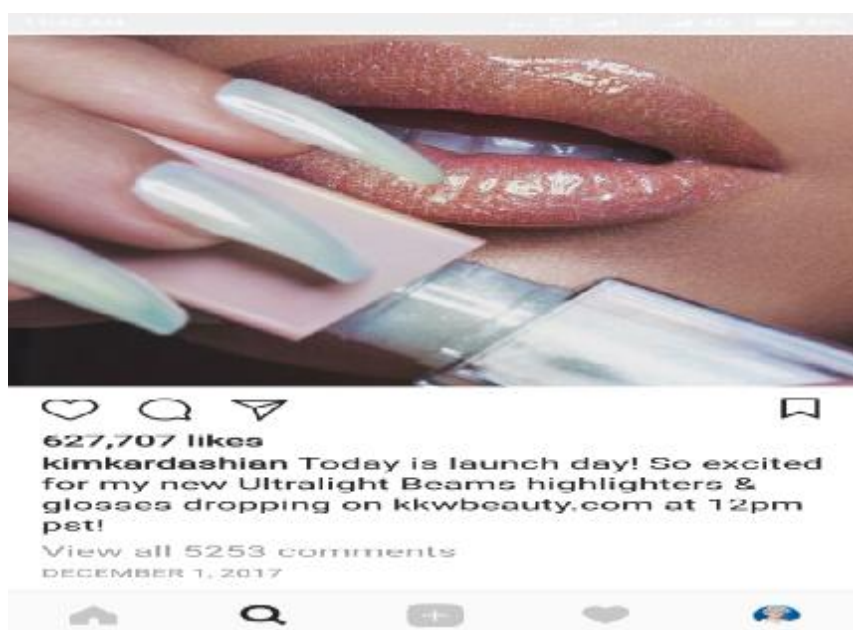 627,707 likes
kimkardashian Today is launch day! So excited
for my new Ultralight Beams highlighters &
glosses dropping on kkwbeauty.com at 12pm
pst!
View all 5253 comments
DECEMBER 1, 2017